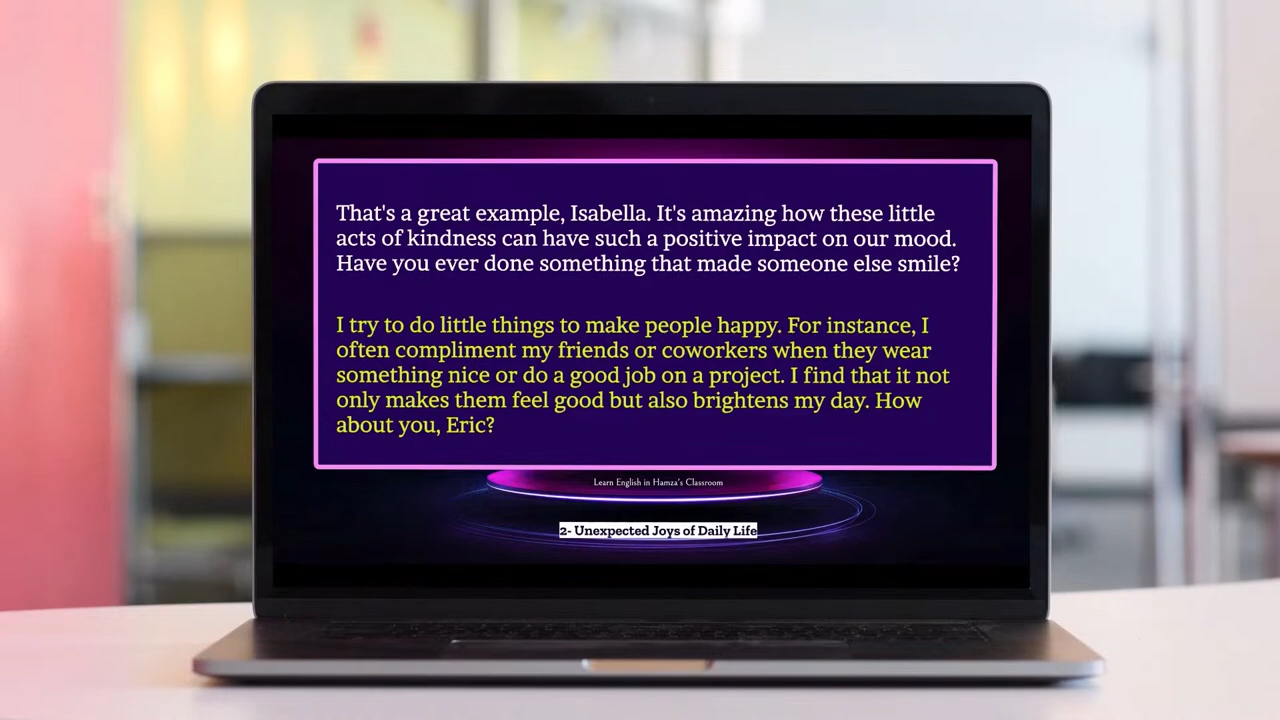 That's a great example, Isabella. It's amazing how these little
acts of kindness can have such a positive impact on our mood.
Have you ever done something that made someone else smile?
I try to do little things to make people happy. For instance, I
often compliment my friends or coworkers when they wear
something nice or do a good job on a project. I find that it not
only makes them feel good but also brightens my day. How
about you, Eric?
Learn English in Hamza's Classroom
2- Unexpected Joys of Daily Life